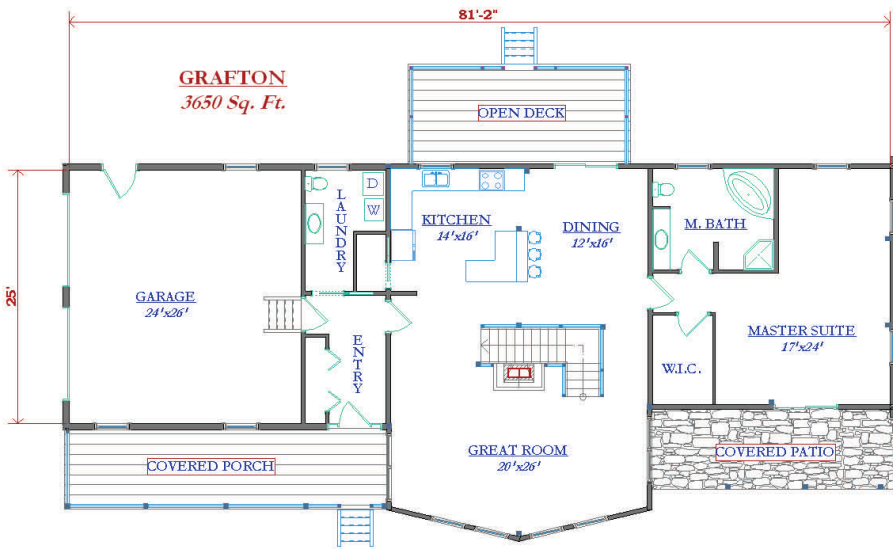 81'-2"
GRAFTON
3650 Sq. Ft.
OPEN DECK
D
W
LAUNDRY
KITCHEN
14'x16'
DINING
12'x16'
M. BATH
25'
GARAGE
24'x26'
ENTRY
MASTER SUITE
17'x24'
W.I.C.
GREAT ROOM
20'x26'
COVERED PORCH
COVERED PATIO